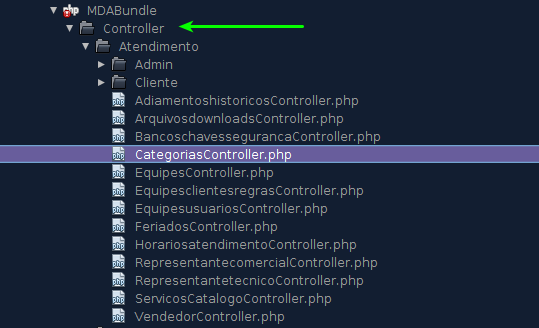 MDABundle
Controller
Atendimento
Admin
Cliente
AdiamentoshistoricosController.php
ArquivosdownloadsController.php
BancoschavessegurancaController.php
CategoriasController.php
EquipesController.php
EquipesclientesregrasController.php
EquipesusuariosController.php
FeriadosController.php
HorariosatendimentoController.php
RepresentantecomercialController.php
RepresentantetecnicoController.php
ServicosCatalogoController.php
VendedorController.php